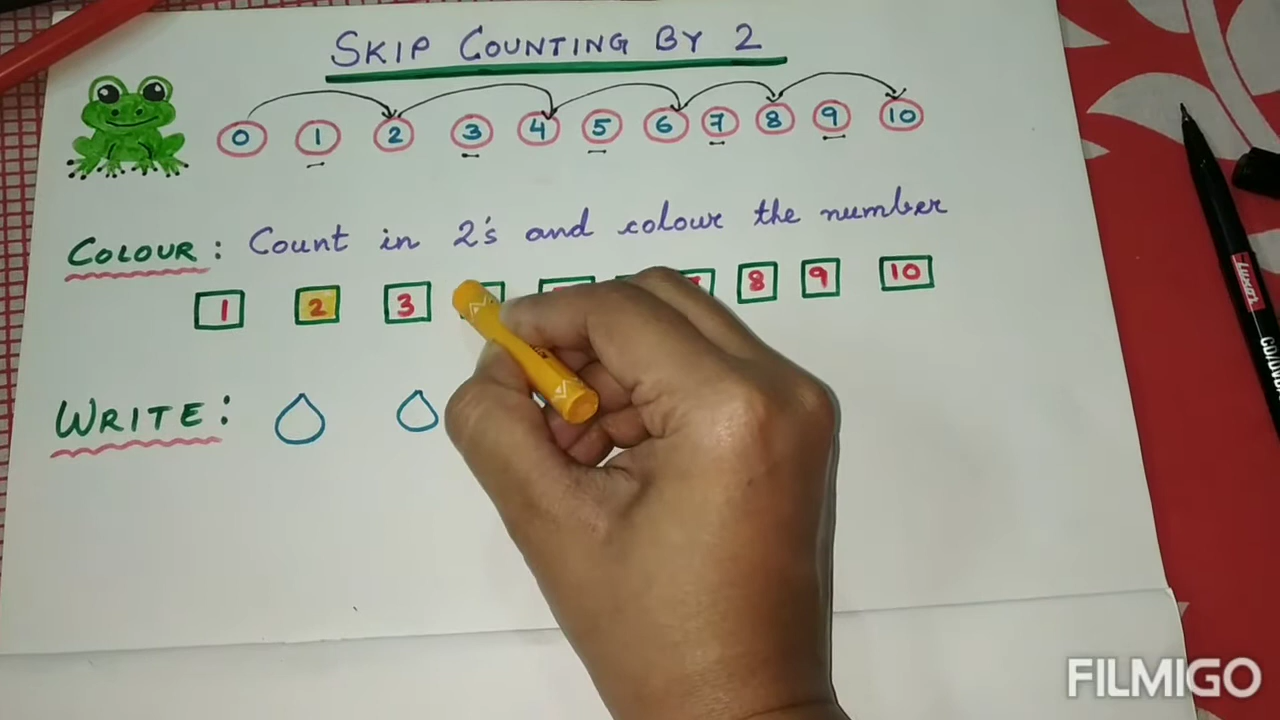 SKIP COUNTING BY 2
0 1 2 3 4 5 6 7 8 9 10
COLOUR: Count in 2's and colour the number
1 2 3 8 9 10
WRITE:
Luxor
FILMIGO